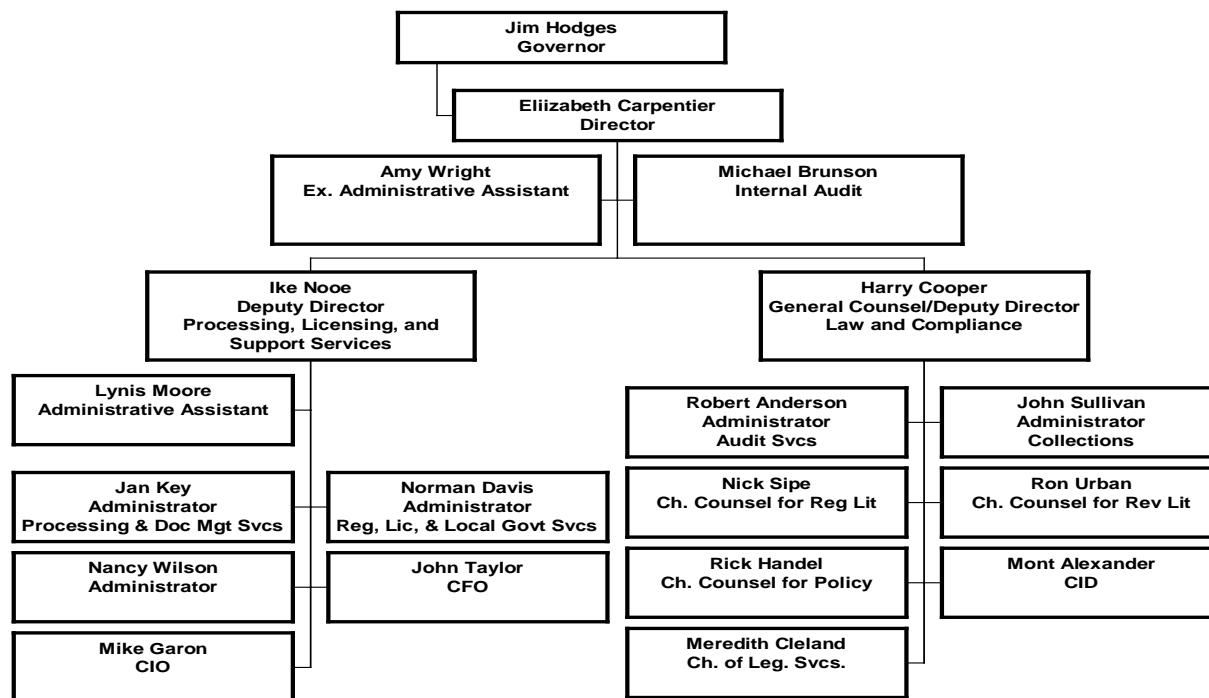 Jim Hodges
Governor
Eliizabeth Carpentier
Director
Amy Wright
Ex. Administrative Assistant
Michael Brunson
Internal Audit
Ike Nooe
Deputy Director
Processing, Licensing, and
Support Services
Harry Cooper
General Counsel/Deputy Director
Law and Compliance
Lynis Moore
Administrative Assistant
Jan Key
Administrator
Processing & Doc Mgt Svcs
Norman Davis
Administrator
Reg, Lic, & Local Govt Svcs
Nancy Wilson
Administrator
John Taylor
CFO
Mike Garon
CIO
Robert Anderson
Administrator
Audit Svcs
John Sullivan
Administrator
Collections
Nick Sipe
Ch. Counsel for Reg Lit
Ron Urban
Ch. Counsel for Rev Lit
Rick Handel
Ch. Counsel for Policy
Mont Alexander
CID
Meredith Cleland
Ch. of Leg. Svcs.